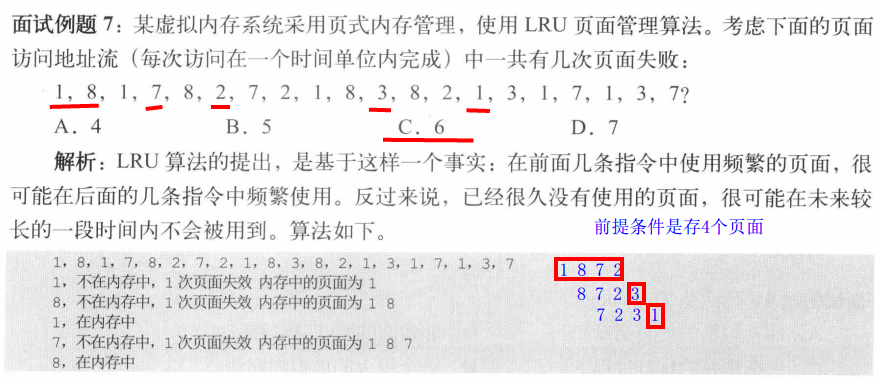 面试例题 7：某虚拟内存系统采用页式内存管理，使用 LRU 页面管理算法。考虑下面的页面
访问地址流（每次访问在一个时间单位内完成）中一共有几次页面失败：
1，8，1，7，8，2，7，2，1，8，3，8，2，1，3，1，7，1，3，7？
A．4 B．5 C．6 D．7
解析：LRU 算法的提出，是基于这样一个事实：在前面几条指令中使用频繁的页面，很
可能在后面的几条指令中频繁使用。反过来说，已经很久没有使用的页面，很可能在未来较
长的一段时间内不会被用到。算法如下。
前提条件是存4个页面
1，8，1，7，8，2，7，2，1，8，3，8，2，1，3，1，7，1，3，7
1，不在内存中，1 次页面失效 内存中的页面为 1
8，不在内存中，1 次页面失效 内存中的页面为 1 8
1，在内存中
7，不在内存中，1 次页面失效 内存中的页面为 1 8 7
8，在内存中
1 8 7 2
8 7 2 3
7 2 3 1